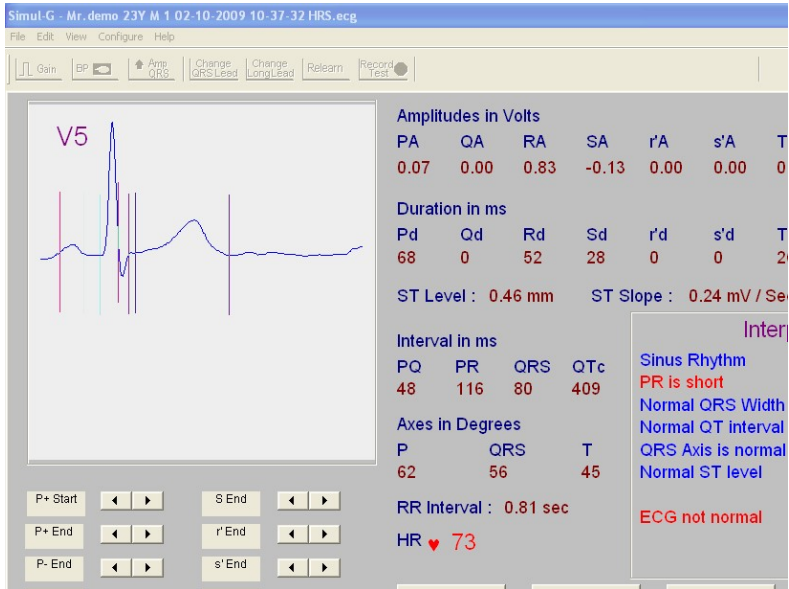 Simul-G - Mr. demo 23Y M 1 02-10-2009 10-37-32 HRS.ecg
File Edit View Configure Help
Gain BP Amp QRS Change QRS Lead Change Long Lead Relearn Record Test
V5
Amplitudes in Volts
PA QA RA SA r'A s'A T
0.07 0.00 0.83 -0.13 0.00 0.00 0
Duration in ms
Pd Qd Rd Sd r'd s'd T
68 0 52 28 0 0 2
ST Level : 0.46 mm ST Slope : 0.24 mV / Se
Interval in ms
PQ PR QRS QTc
48 116 80 409
Axes in Degrees
P QRS T
62 56 45
RR Interval : 0.81 sec
HR 73
Interp
Sinus Rhythm
PR is short
Normal QRS Width
Normal QT interval
QRS Axis is normal
Normal ST level
ECG not normal
P+ Start S End
P+ End r' End
P- End s' End